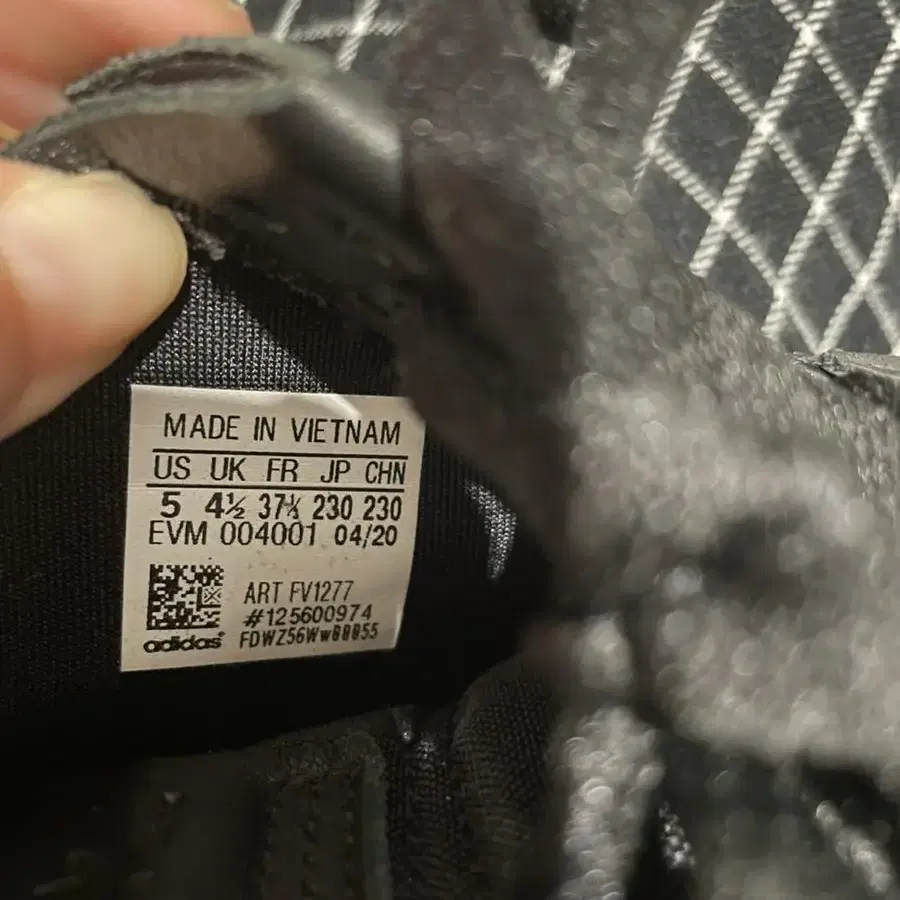 MADE IN VIETNAM
US UK FR JP CHN
5 4½ 37⅓ 230 230
EVM 004001 04/20
ART FV1277
#125600974
adidas